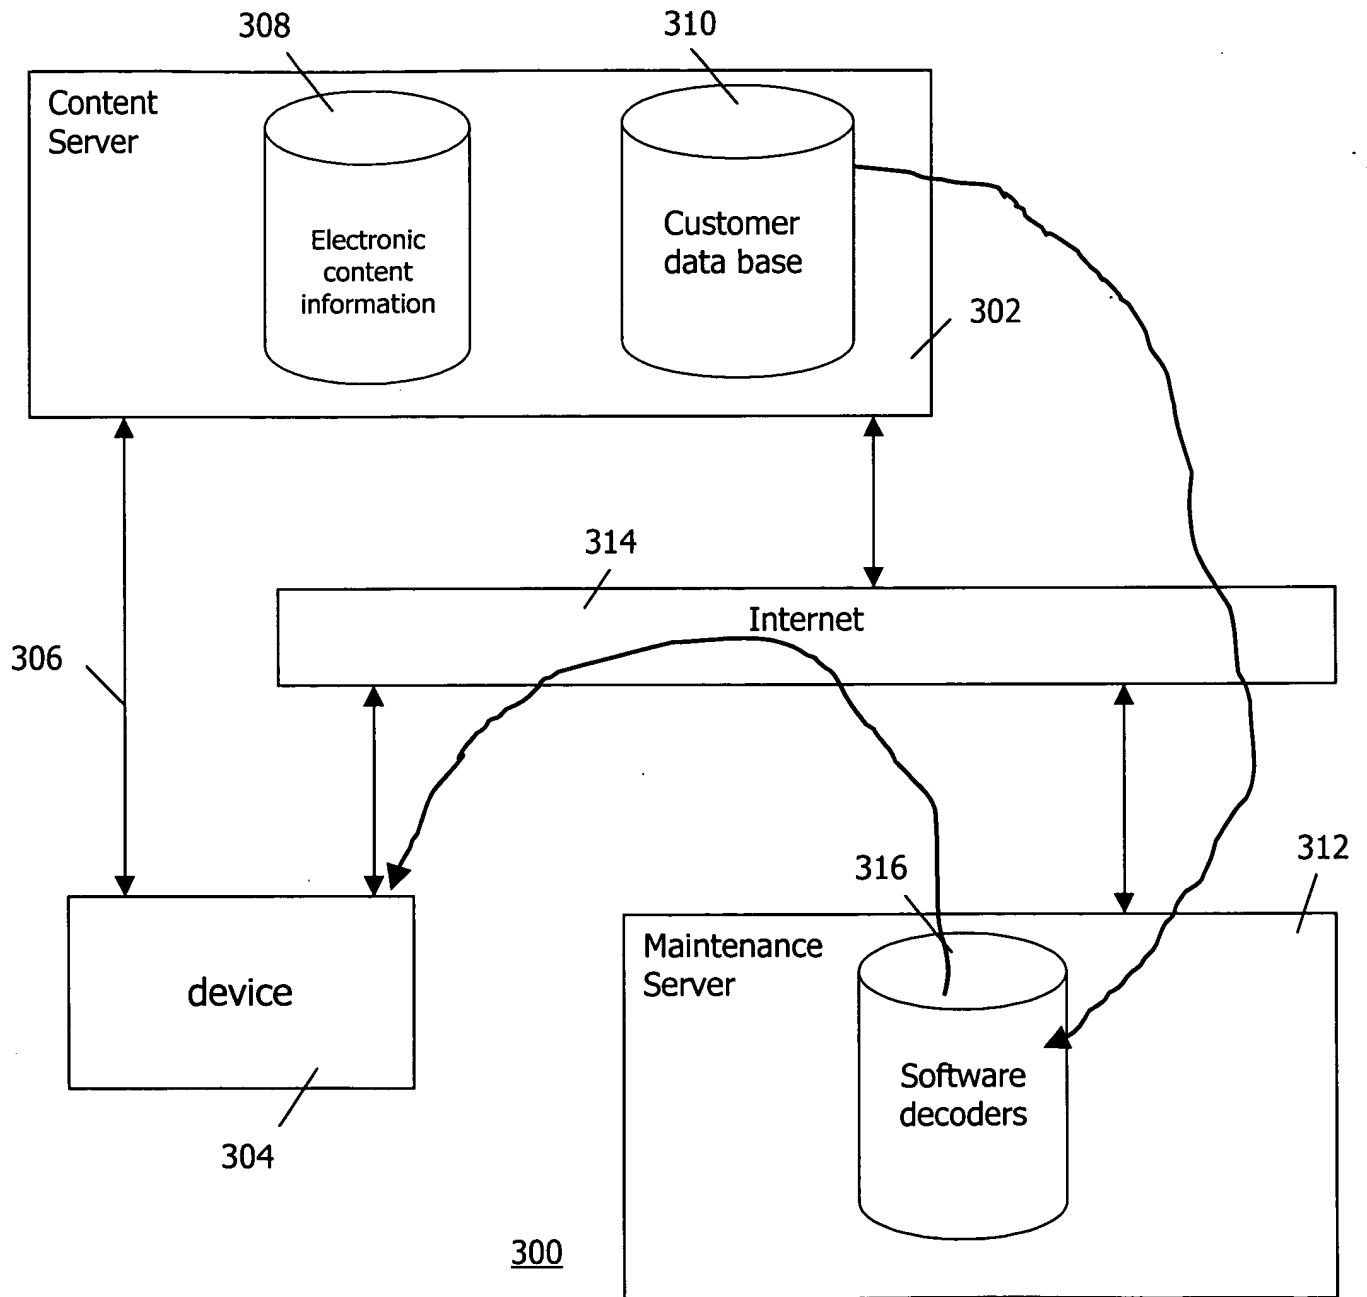 308
310
Content
Server
Electronic
content
information
Customer
data base
302
314
Internet
306
312
316
Maintenance
Server
device
Software
decoders
304
300